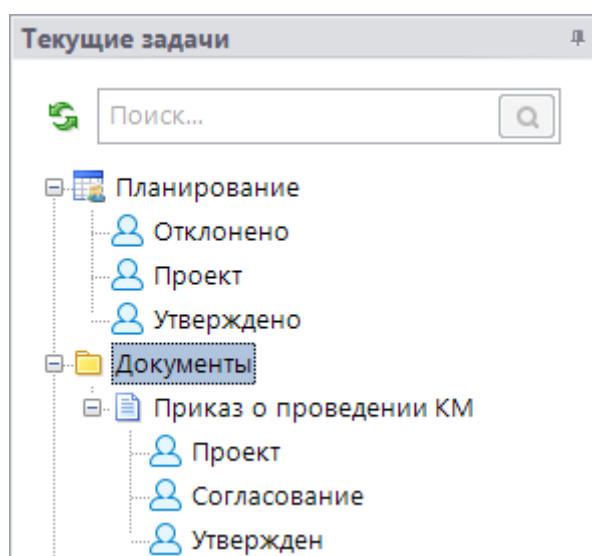 Текущие задачи
Поиск...
Планирование
Отклонено
Проект
Утверждено
Документы
Приказ о проведении КМ
Проект
Согласование
Утвержден